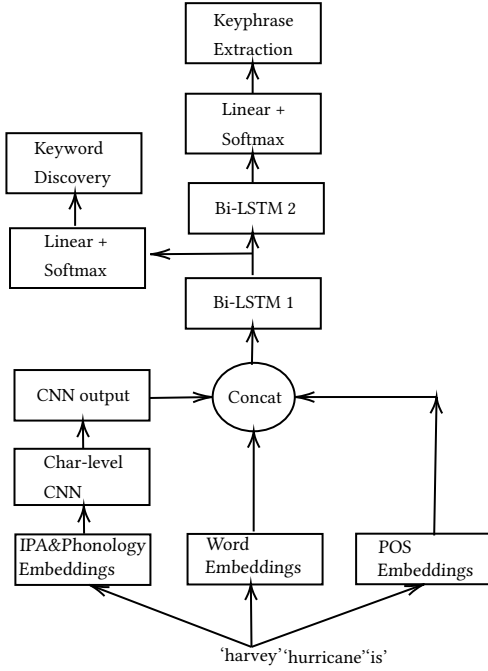 Keyphrase
Extraction
Linear +
Softmax
Keyword
Discovery
Bi-LSTM 2
Linear +
Softmax
Bi-LSTM 1
CNN output
Concat
Char-level
CNN
IPA&Phonology
Embeddings
Word
Embeddings
POS
Embeddings
‘harvey’ ‘hurricane’ ‘is’